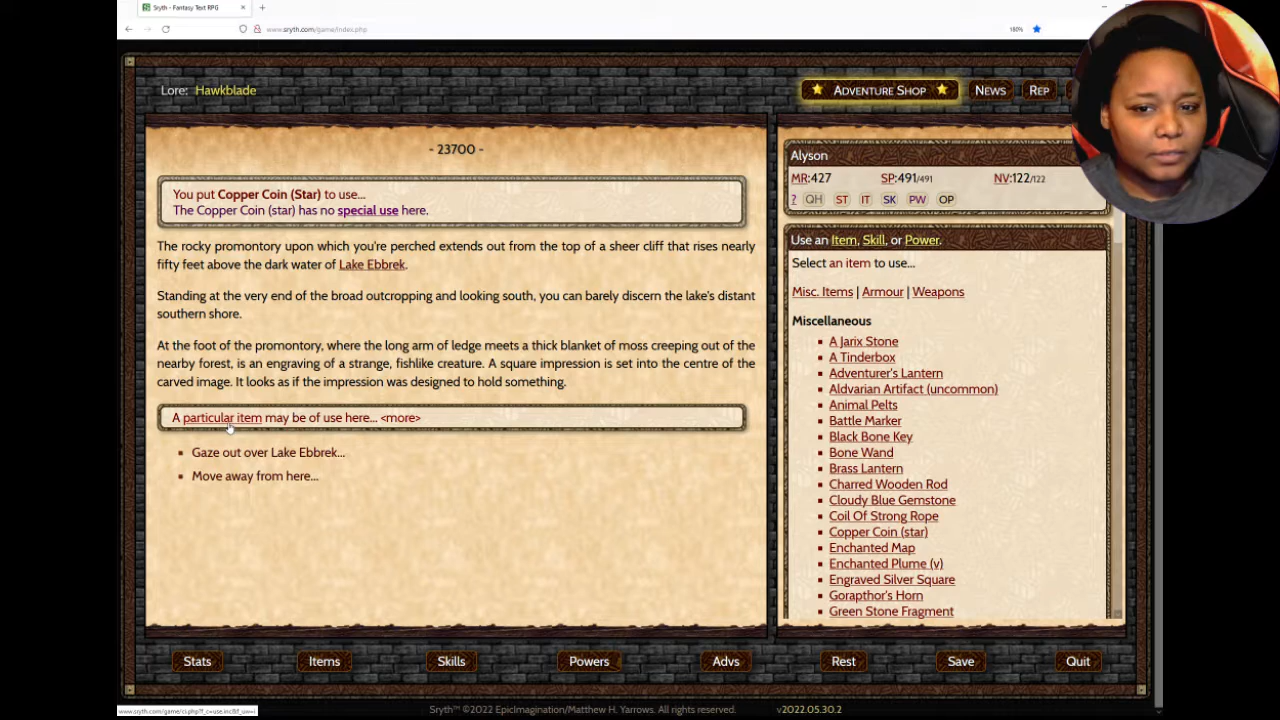 Sryth - Fantasy Text RPG
www.sryth.com/game/index.php
180%
Lore: Hawkblade
Adventure Shop
News
Rep
- 23700 -
You put Copper Coin (Star) to use...
The Copper Coin (star) has no special use here.
The rocky promontory upon which you're perched extends out from the top of a sheer cliff that rises nearly
fifty feet above the dark water of Lake Ebbrek.
Standing at the very end of the broad outcropping and looking south, you can barely discern the lake's distant
southern shore.
At the foot of the promontory, where the long arm of ledge meets a thick blanket of moss creeping out of the
nearby forest, is an engraving of a strange, fishlike creature. A square impression is set into the centre of the
carved image. It looks as if the impression was designed to hold something.
A particular item may be of use here... <more>
Gaze out over Lake Ebbrek...
Move away from here...
Alyson
MR:427 SP:491/491 NV:122/122
? QH ST IT SK PW OP
Use an Item, Skill, or Power.
Select an item to use...
Misc. Items | Armour | Weapons
Miscellaneous
A Jarix Stone
A Tinderbox
Adventurer's Lantern
Aldvarian Artifact (uncommon)
Animal Pelts
Battle Marker
Black Bone Key
Bone Wand
Brass Lantern
Charred Wooden Rod
Cloudy Blue Gemstone
Coil Of Strong Rope
Copper Coin (star)
Enchanted Map
Enchanted Plume (v)
Engraved Silver Square
Gorapthor's Horn
Green Stone Fragment
Stats Items Skills Powers Advs Rest Save Quit
Sryth™ ©2022 EpicImagination/Matthew H. Yarrows. All rights reserved. v2022.05.30.2